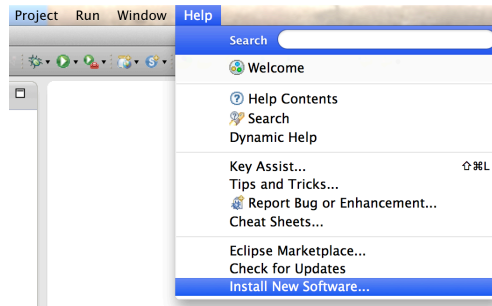 Project Run Window Help
Search
Welcome
Help Contents
Search
Dynamic Help
Key Assist... ⇧⌘L
Tips and Tricks...
Report Bug or Enhancement...
Cheat Sheets...
Eclipse Marketplace...
Check for Updates
Install New Software...